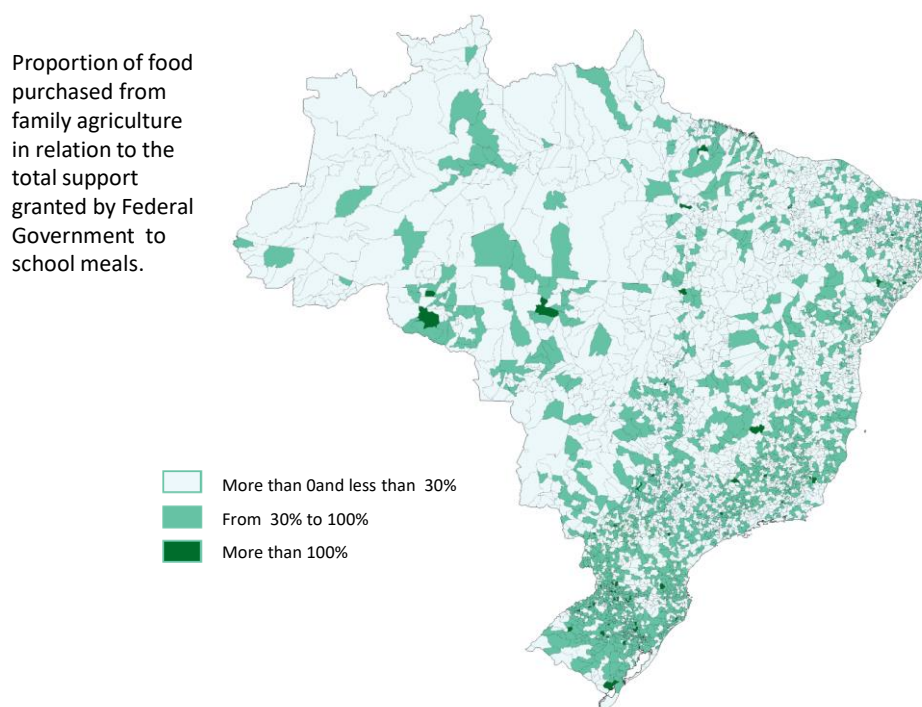 Proportion of food
purchased from
family agriculture
in relation to the
total support
granted by Federal
Government to
school meals.
More than 0and less than 30%
From 30% to 100%
More than 100%